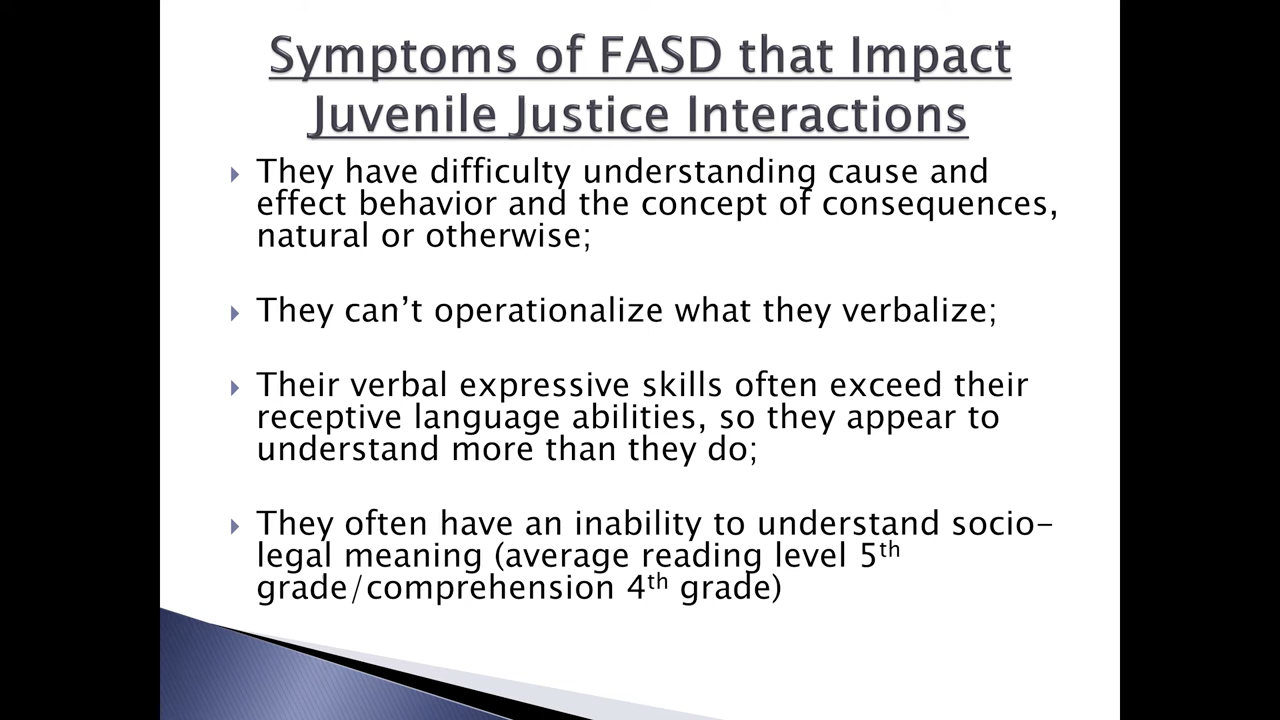 Symptoms of FASD that Impact
Juvenile Justice Interactions
They have difficulty understanding cause and
effect behavior and the concept of consequences,
natural or otherwise;
They can’t operationalize what they verbalize;
Their verbal expressive skills often exceed their
receptive language abilities, so they appear to
understand more than they do;
They often have an inability to understand socio-
legal meaning (average reading level 5th
grade/comprehension 4th grade)